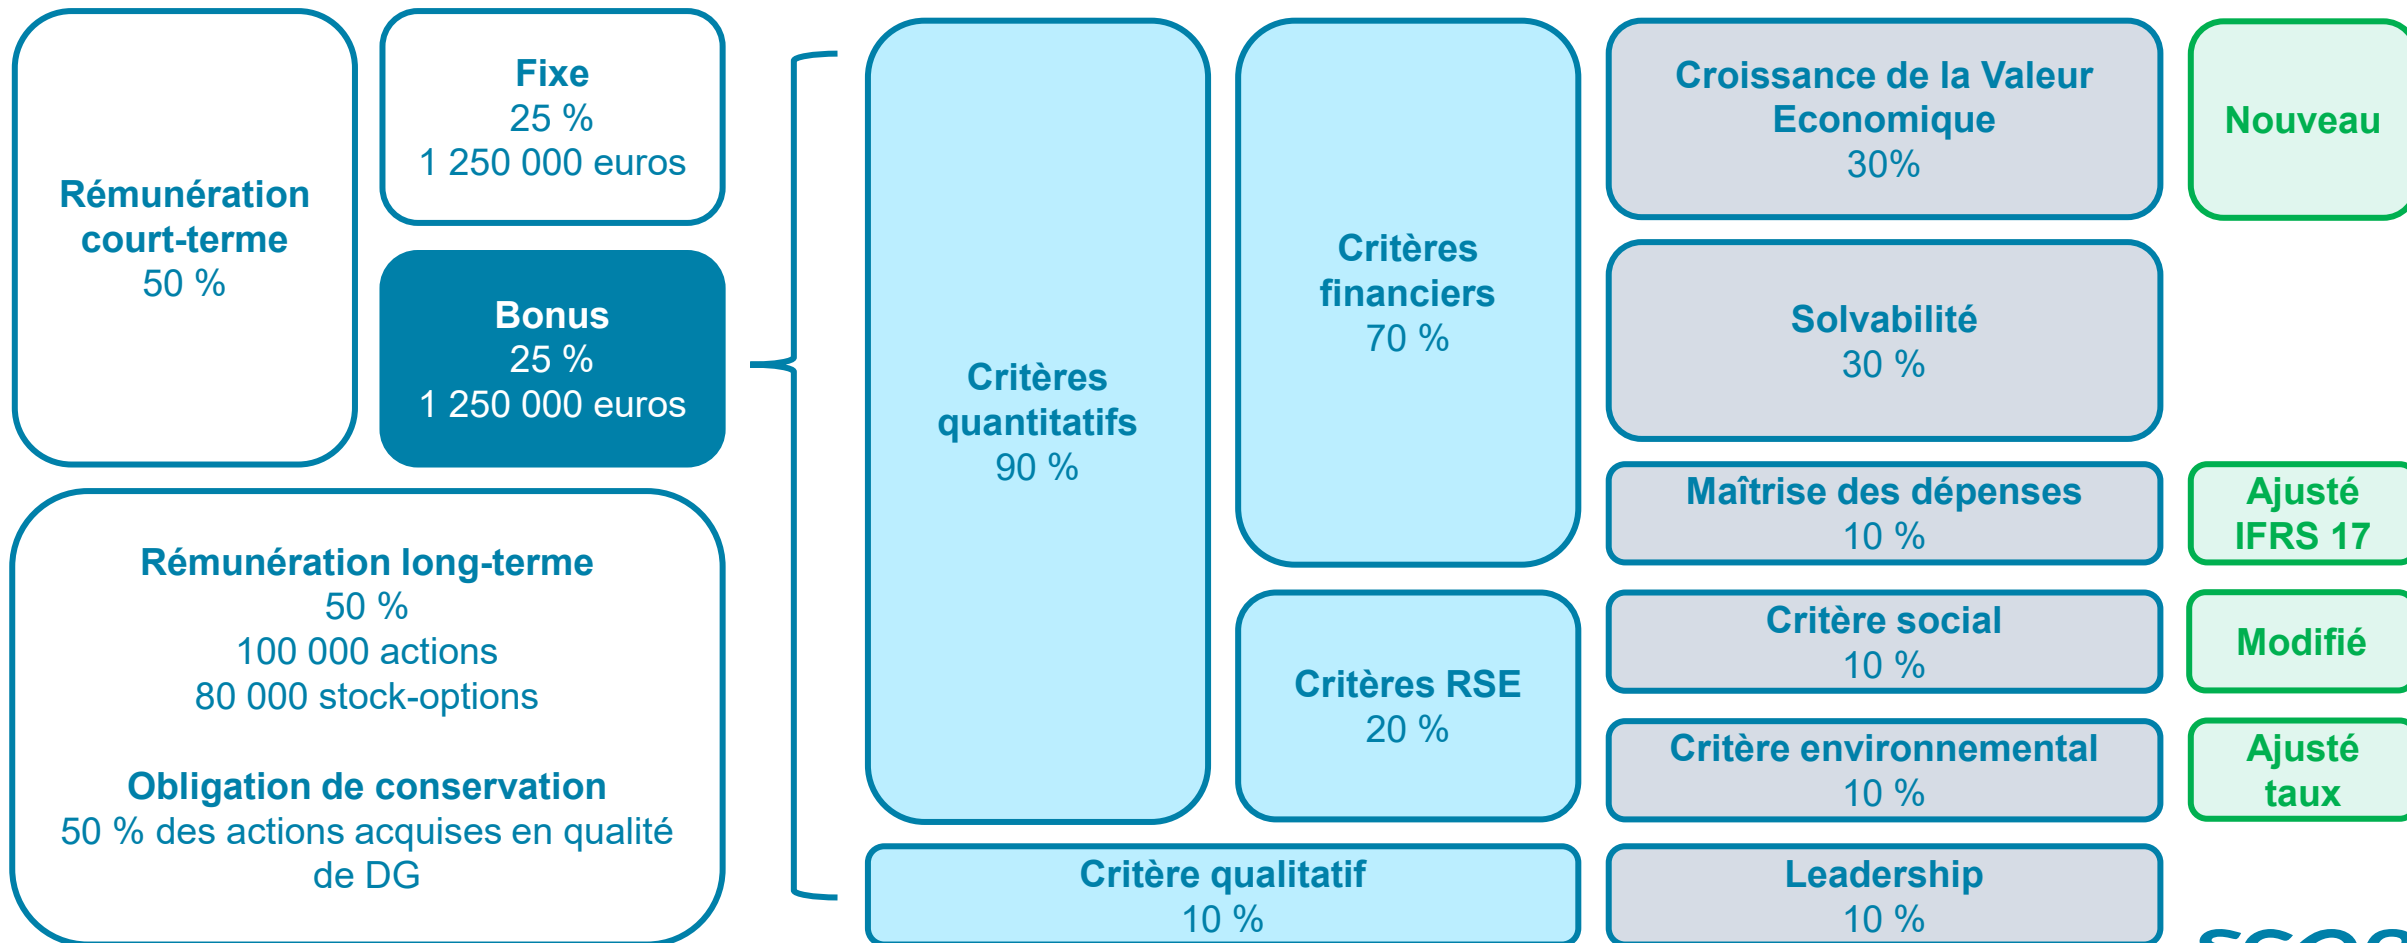 Rémunération
court-terme
50 %
Fixe
25 %
1 250 000 euros
Bonus
25 %
1 250 000 euros
Rémunération long-terme
50 %
100 000 actions
80 000 stock-options
Obligation de conservation
50 % des actions acquises en qualité
de DG
Critères
quantitatifs
90 %
Critères
financiers
70 %
Critères RSE
20 %
Critère qualitatif
10 %
Croissance de la Valeur
Economique
30%
Solvabilité
30 %
Maîtrise des dépenses
10 %
Critère social
10 %
Critère environnemental
10 %
Leadership
10 %
Nouveau
Ajusté
IFRS 17
Modifié
Ajusté
taux